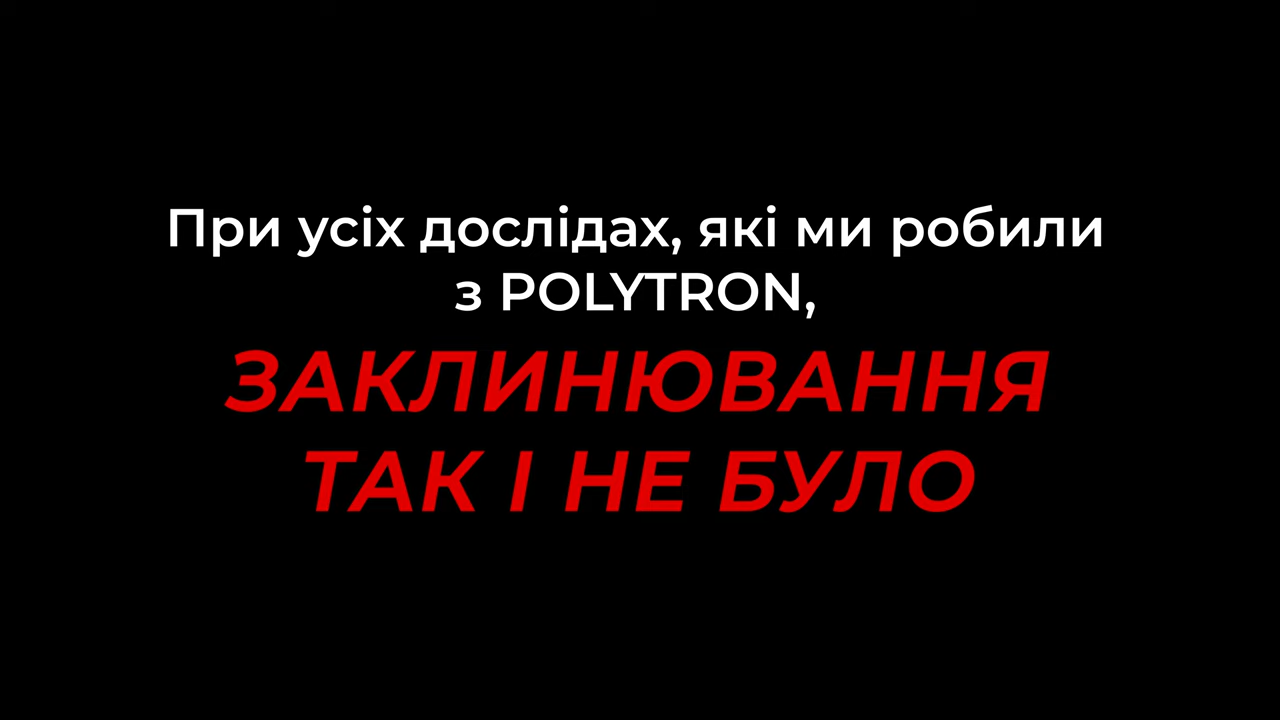 При усіх дослідах, які ми робили
з POLYTRON,
ЗАКЛИНЮВАННЯ
ТАК І НЕ БУЛО